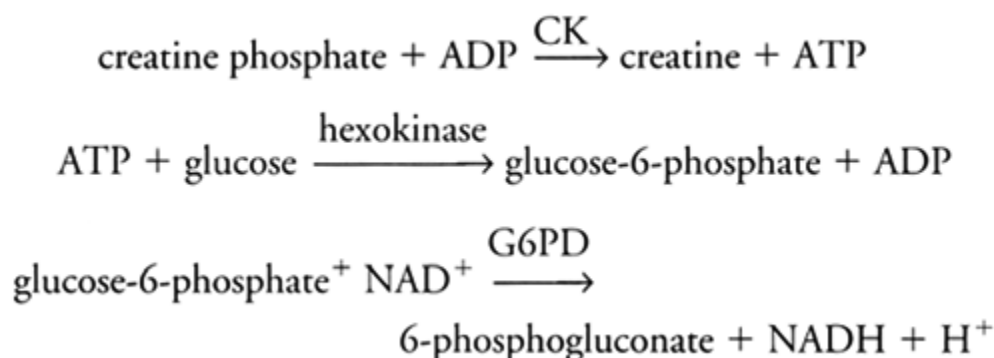 CK
creatine phosphate + ADP ⟶ creatine + ATP
hexokinase
ATP + glucose ⟶ glucose-6-phosphate + ADP
G6PD
glucose-6-phosphate⁺ NAD⁺ ⟶
6-phosphogluconate + NADH + H⁺